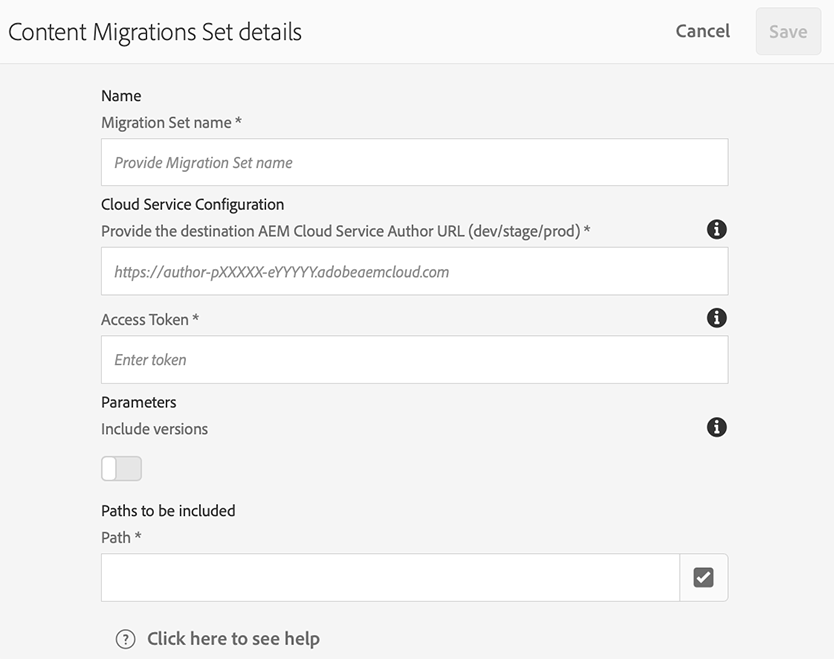 Content Migrations Set details
Cancel
Save
Name
Migration Set name *
Provide Migration Set name
Cloud Service Configuration
Provide the destination AEM Cloud Service Author URL (dev/stage/prod) *
https://author-pXXXXX-eYYYYY.adobeaemcloud.com
Access Token *
Enter token
Parameters
Include versions
Paths to be included
Path *
Click here to see help